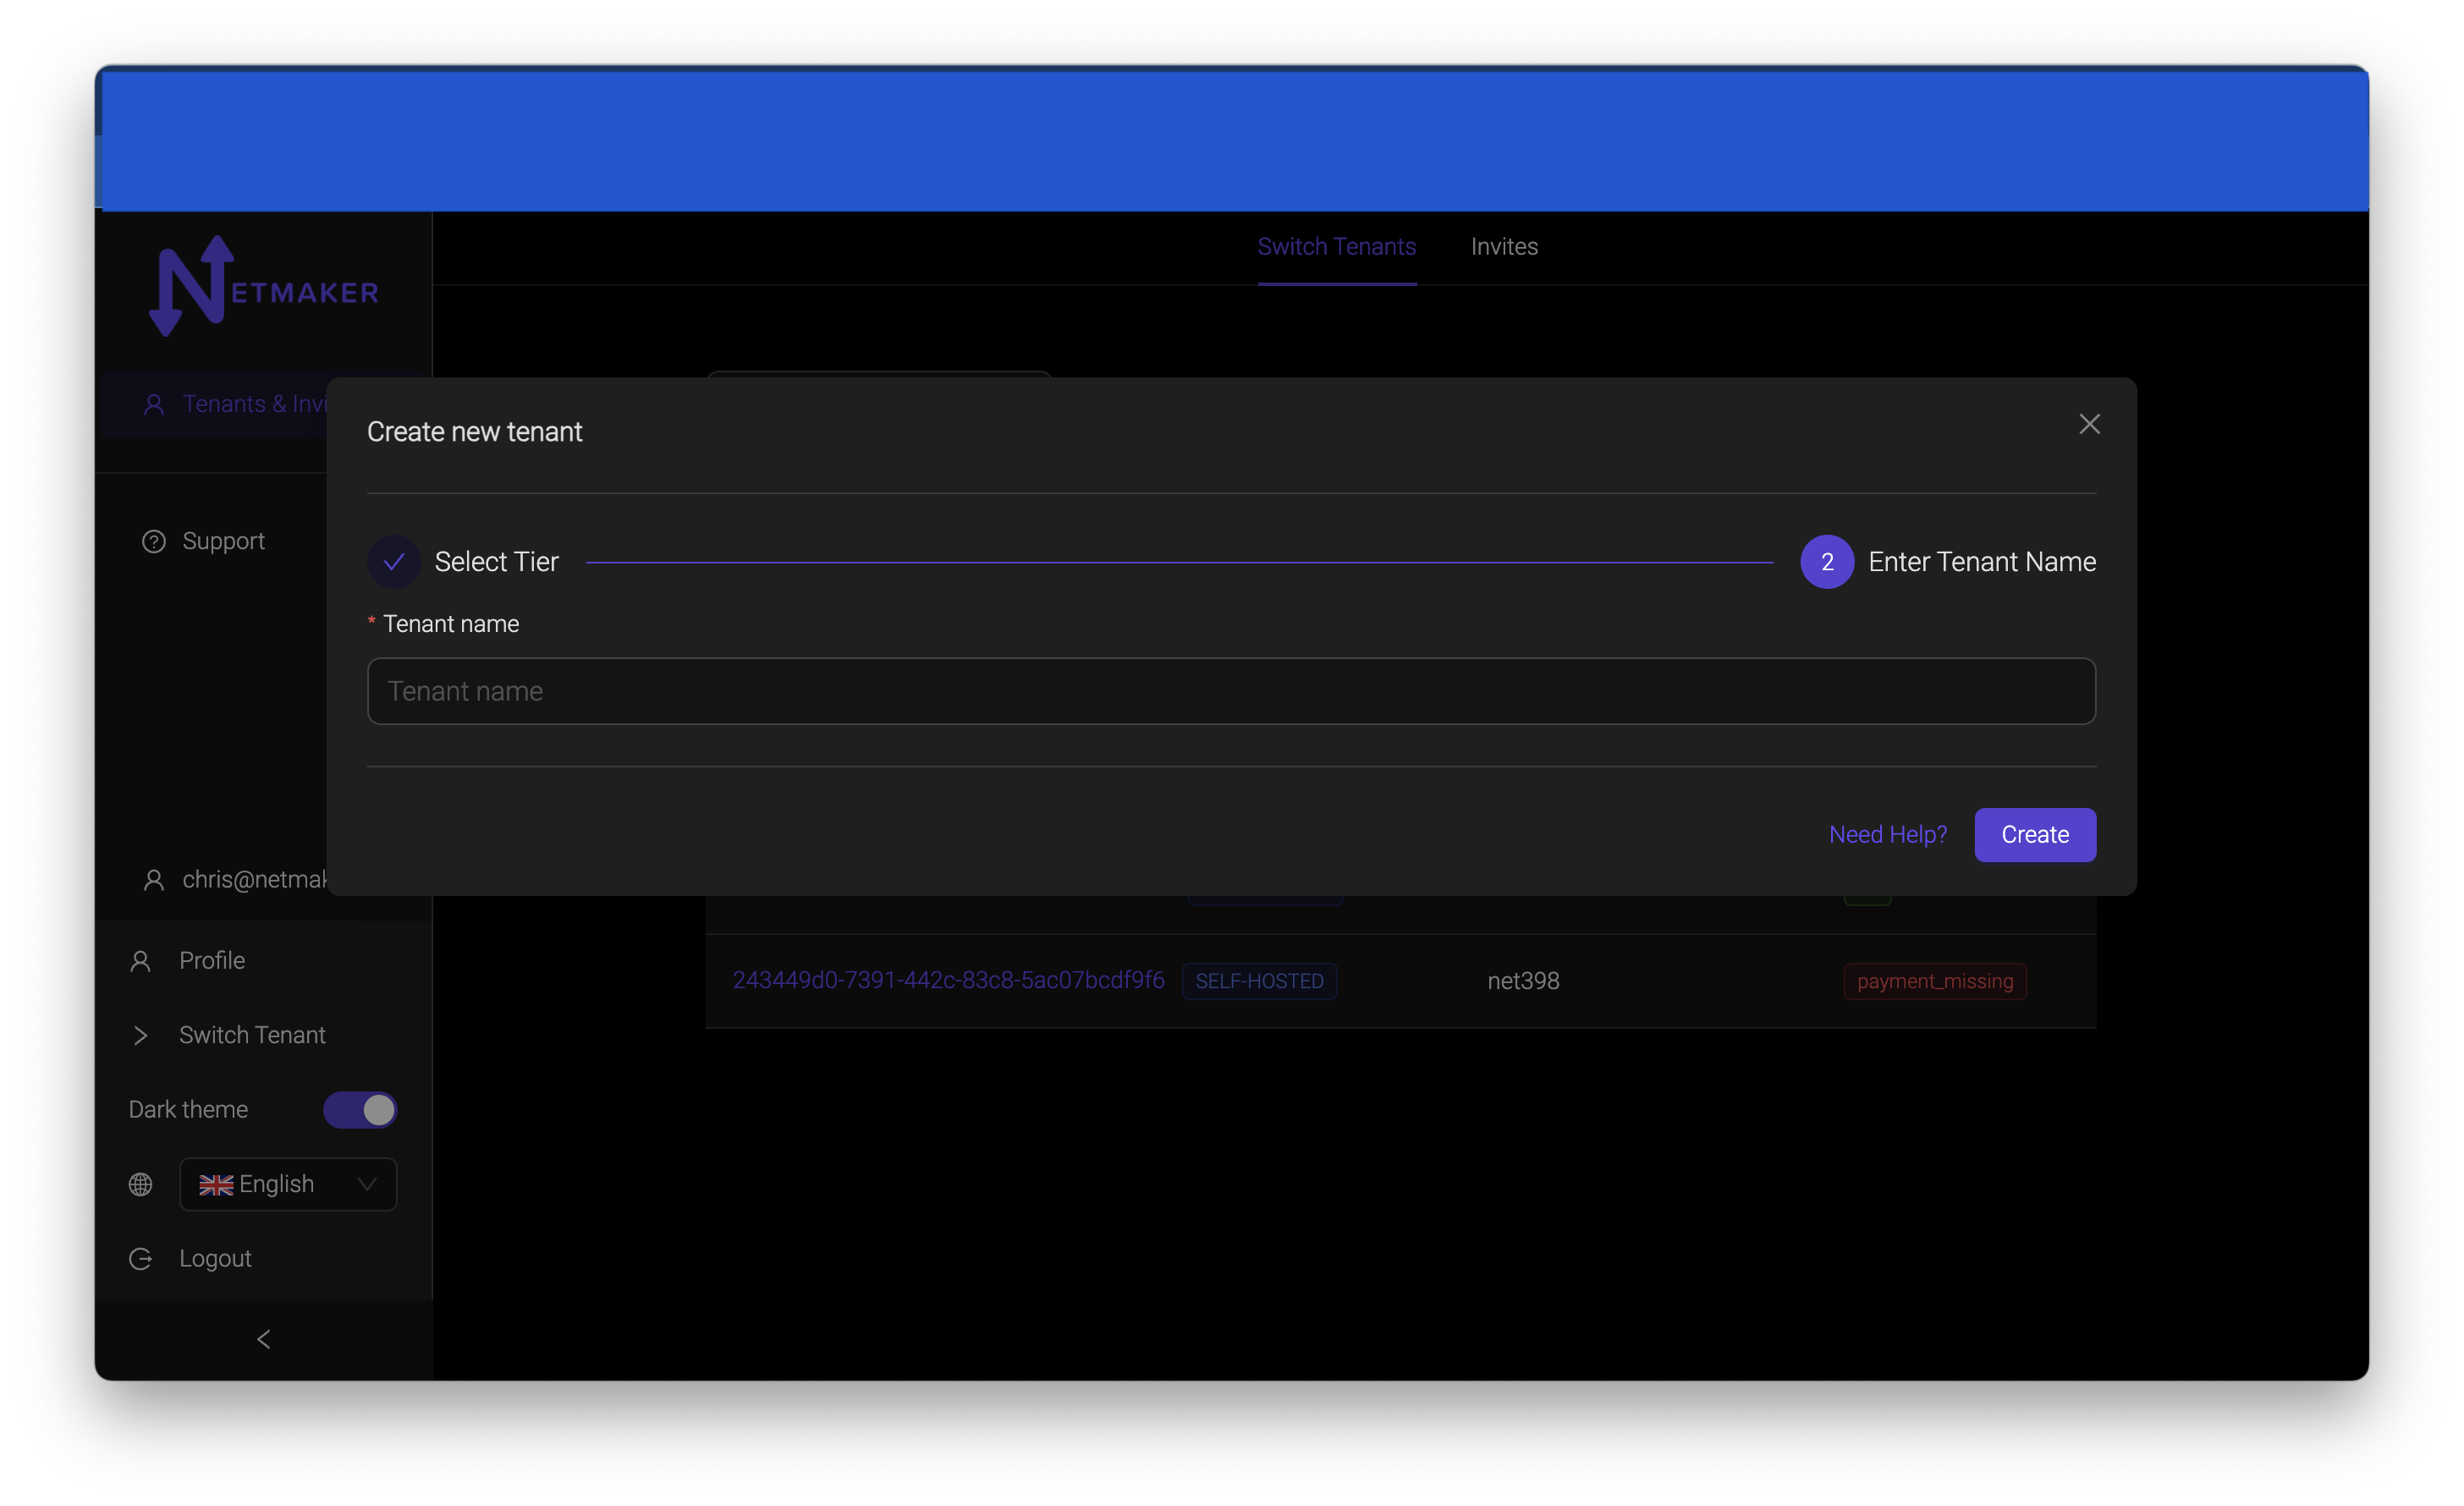 NETMAKER
Switch Tenants
Invites
Tenants & Invi
Create new tenant
Support
Select Tier
2 Enter Tenant Name
* Tenant name
Tenant name
Need Help?
Create
chris@netmak
243449d0-7391-442c-83c8-5ac07bcdf9f6 SELF-HOSTED net398 payment_missing
Profile
Switch Tenant
Dark theme
English
Logout